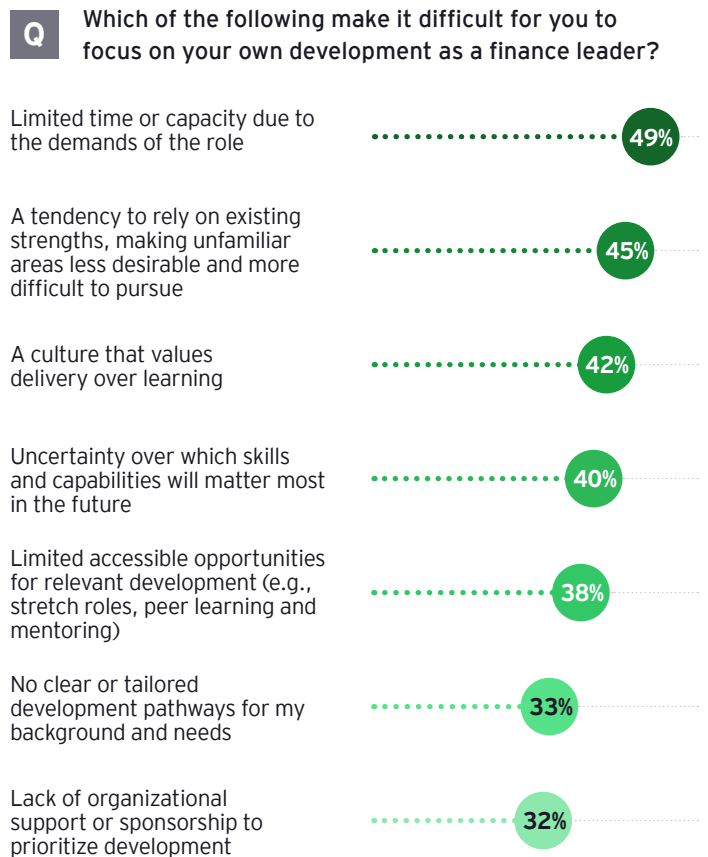 Q
Which of the following make it difficult for you to
focus on your own development as a finance leader?
Limited time or capacity due to
the demands of the role
49%
A tendency to rely on existing
strengths, making unfamiliar
areas less desirable and more
difficult to pursue
45%
A culture that values
delivery over learning
42%
Uncertainty over which skills
and capabilities will matter most
in the future
40%
Limited accessible opportunities
for relevant development (e.g.,
stretch roles, peer learning and
mentoring)
38%
No clear or tailored
development pathways for my
background and needs
33%
Lack of organizational
support or sponsorship to
prioritize development
32%